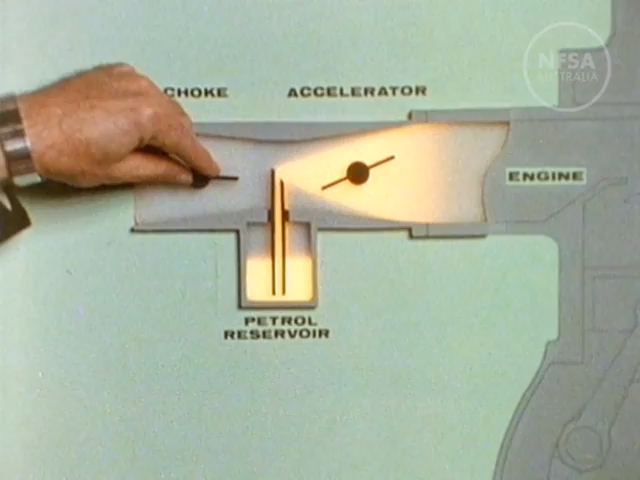 NFSA
AUSTRALIA
CHOKE
ACCELERATOR
ENGINE
PETROL
RESERVOIR